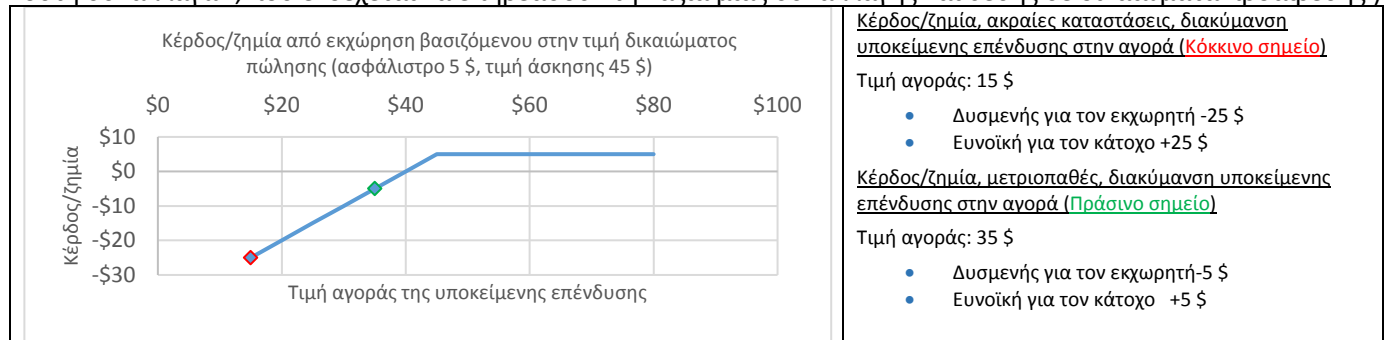 Κέρδος/ζημία από εκχώρηση βασιζόμενου στην τιμή δικαιώματος
πώλησης (ασφάλιστρο 5 $, τιμή άσκησης 45 $)
$0 $20 $40 $60 $80 $100
$10
$0
-$10
-$20
-$30
Κέρδος/ζημία
Τιμή αγοράς της υποκείμενης επένδυσης
Κέρδος/ζημία, ακραίες καταστάσεις, διακύμανση
υποκείμενης επένδυσης στην αγορά (Κόκκινο σημείο)
Τιμή αγοράς: 15 $
• Δυσμενής για τον εκχωρητή -25 $
• Ευνοϊκή για τον κάτοχο +25 $
Κέρδος/ζημία, μετριοπαθές, διακύμανση υποκείμενης
επένδυσης στην αγορά (Πράσινο σημείο)
Τιμή αγοράς: 35 $
• Δυσμενής για τον εκχωρητή-5 $
• Ευνοϊκή για τον κάτοχο +5 $